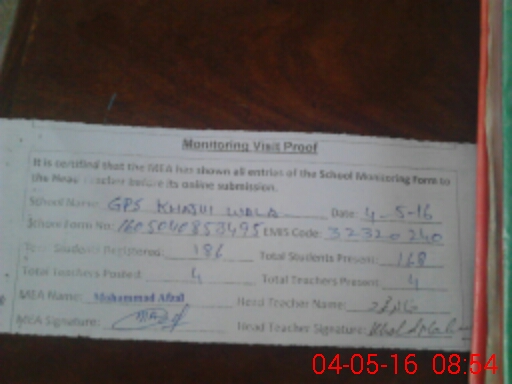 Monitoring Visit Proof
It is certified that the MEA has shown all entries of the School Monitoring Form to
the Head Teacher before its online submission.
School Name: GPS KHAJUI WALA Date: 4-5-16
School Form No: 1605040853495 EMIS Code: 32320240
Total Students Registered: 186 Total Students Present: 168
Total Teachers Posted: 4 Total Teachers Present: 4
MEA Name: Mohammad Afzal Head Teacher Name:
MEA Signature: Head Teacher Signature:
04-05-16 08:54